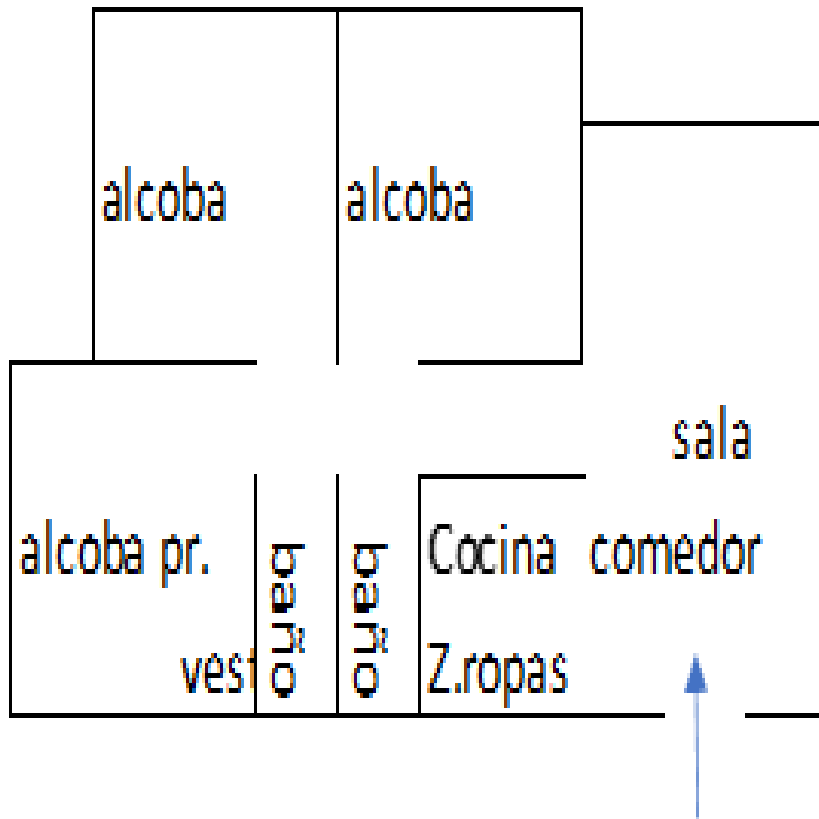 alcoba
alcoba
sala
alcoba pr.
baño
baño
Cocina
comedor
vest
Z.ropas